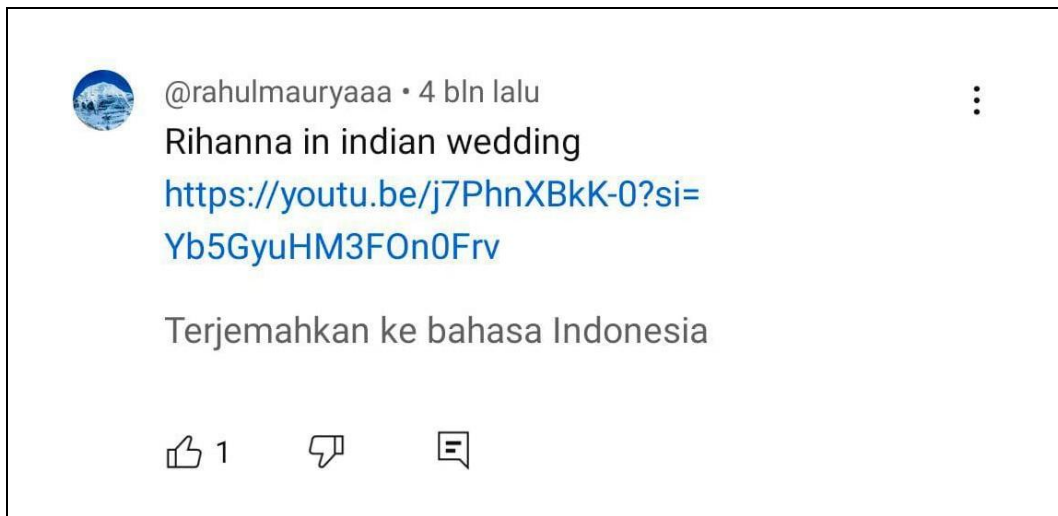 @rahulmauryaaa • 4 bln lalu
Rihanna in indian wedding
https://youtu.be/j7PhnXBkK-0?si=
Yb5GyuHM3FOn0Frv
Terjemahkan ke bahasa Indonesia
1